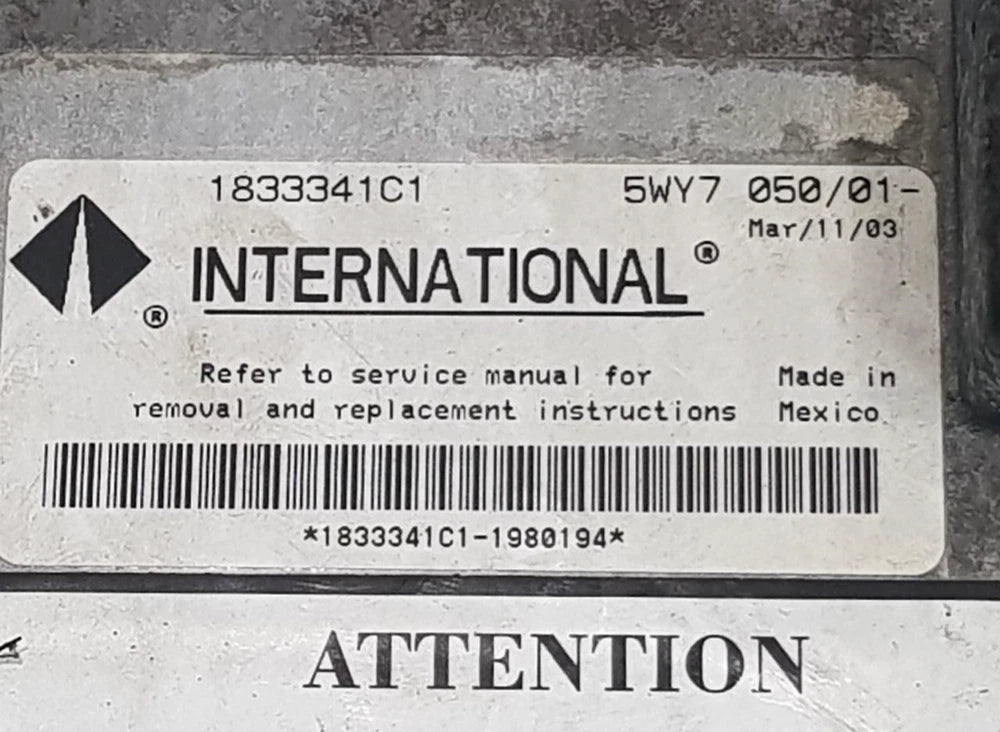 1833341C1 5WY7 050/01-
Mar/11/03
INTERNATIONAL®
®
Refer to service manual for Made in
removal and replacement instructions Mexico
*1833341C1-1980194*
ATTENTION